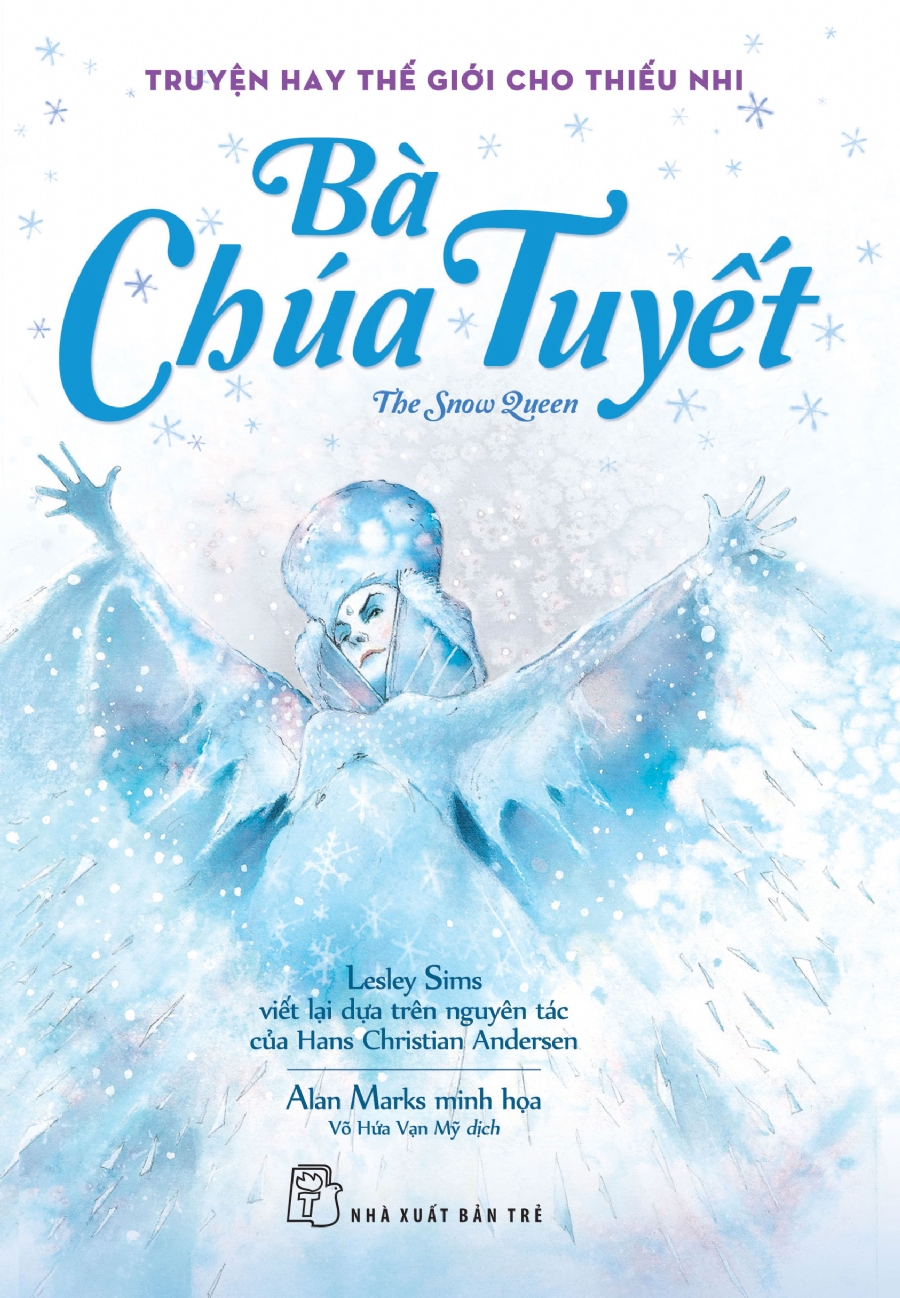 TRUYỆN HAY THẾ GIỚI CHO THIẾU NHI
Bà
Chúa Tuyết
The Snow Queen
Lesley Sims
viết lại dựa trên nguyên tác
của Hans Christian Andersen
Alan Marks minh họa
Võ Hứa Vạn Mỹ dịch
T
NHÀ XUẤT BẢN TRẺ